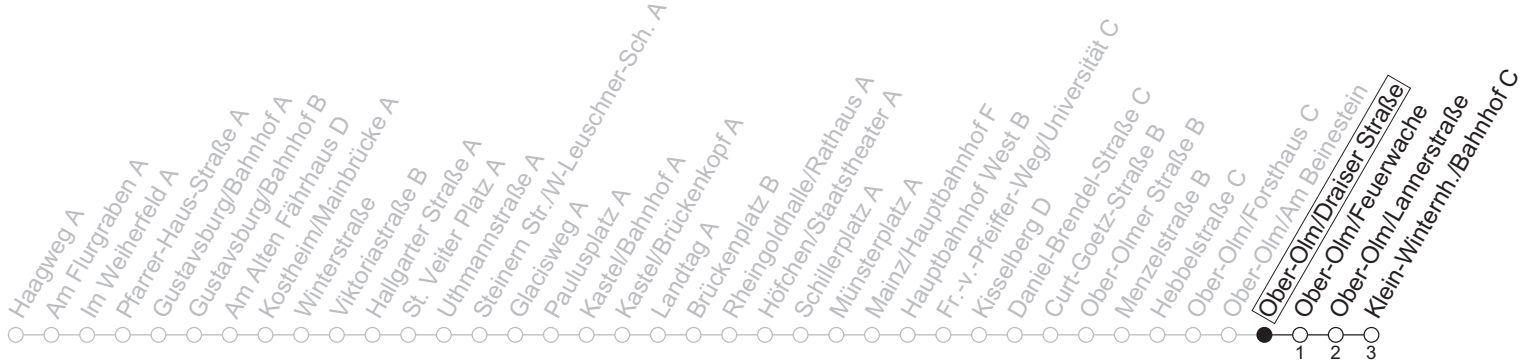 Haagweg A
Am Flurgraben A
Im Weiherfeld A
Pfarrer-Haus-Straße A
Gustavsburg/Bahnhof A
Gustavsburg/Bahnhof B
Am Alten Fährhaus D
Kostheim/Mainbrücke A
Winterstraße
Viktoriastraße B
Hallgarter Straße A
St. Veiter Platz A
Uthmannstraße A
Steinern Str./W-Leuschner-Sch. A
Glacisweg A
Paulusplatz A
Kastel/Bahnhof A
Kastel/Brückenkopf A
Landtag A
Brückenplatz B
Rheingoldhalle/Rathaus A
Höfchen/Staatstheater A
Schillerplatz A
Münsterplatz A
Mainz/Hauptbahnhof F
Hauptbahnhof West B
Fr.-v.-Pfeiffer-Weg/Universität C
Kisselberg D
Daniel-Brendel-Straße C
Curt-Goetz-Straße B
Ober-Olmer Straße B
Menzelstraße B
Hebbelstraße C
Ober-Olm/Forsthaus C
Ober-Olm/Am Beinestein
Ober-Olm/Draiser Straße
Ober-Olm/Feuerwache
Ober-Olm/Lannerstraße
Klein-Winternh./Bahnhof C
1 2 3